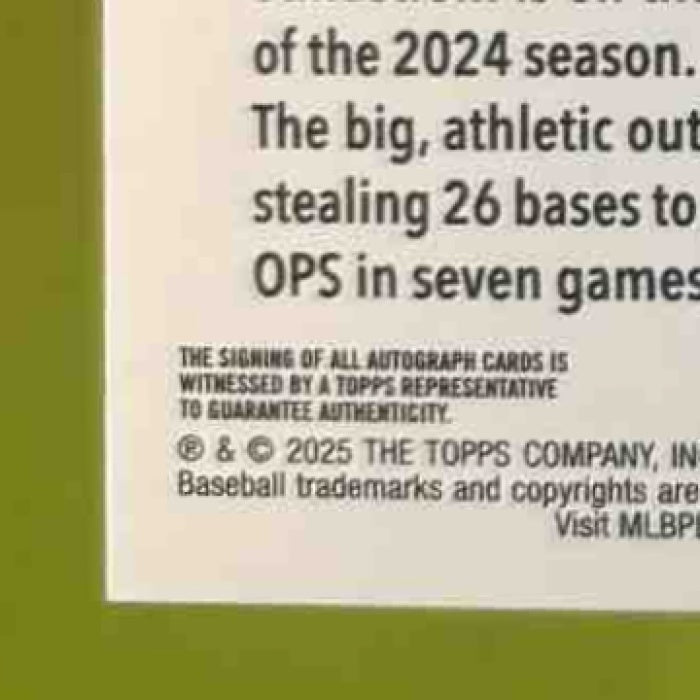 of the 2024 season.
The big, athletic out
stealing 26 bases to
OPS in seven games
THE SIGNING OF ALL AUTOGRAPH CARDS IS
WITNESSED BY A TOPPS REPRESENTATIVE
TO GUARANTEE AUTHENTICITY.
® & © 2025 THE TOPPS COMPANY, IN
Baseball trademarks and copyrights are
Visit MLBP